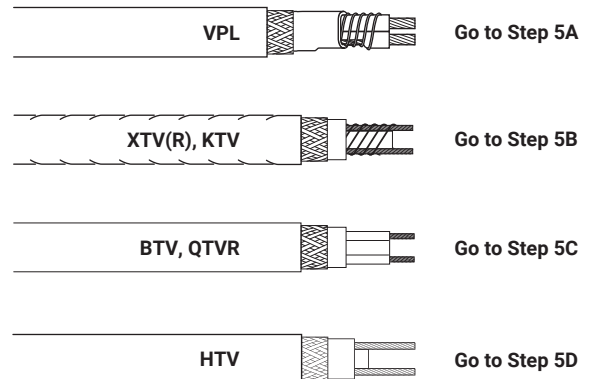 VPL Go to Step 5A
XTV(R), KTV Go to Step 5B
BTV, QTVR Go to Step 5C
HTV Go to Step 5D